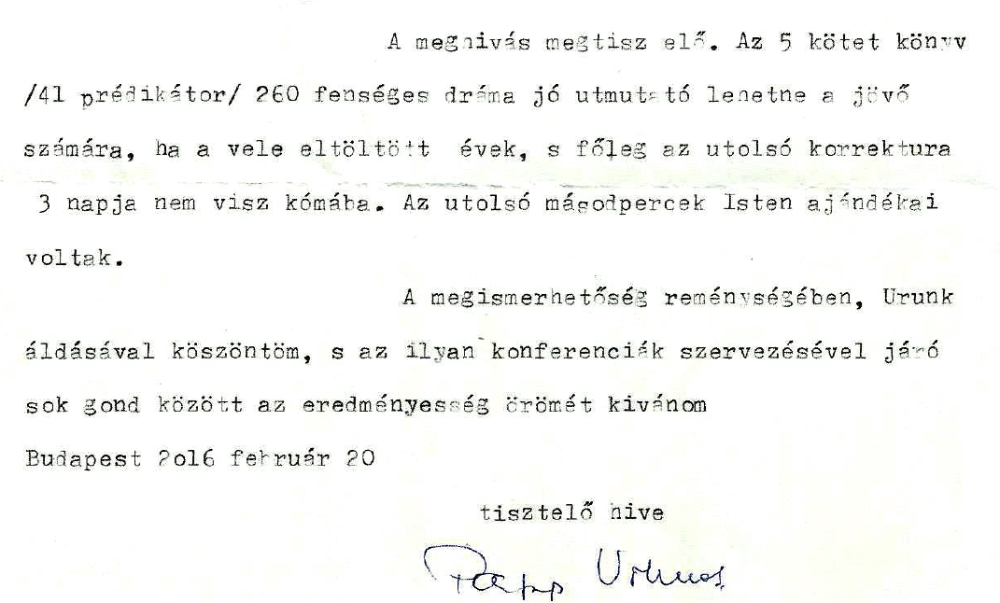 A meghivás megtisz elő. Az 5 kötet könyv
/41 prédikátor/ 260 fenséges dráma jó utmutató lehetne a jövő
számára, ha a vele eltöltött évek, s főleg az utolsó korrektura
3 napja nem visz kómába. Az utolsó másodpercek Isten ajándékai
voltak.
A megismerhetőség reménységében, Urunk
áldásával köszöntöm, s az ilyan konferenciák szervezésével járó
sok gond között az eredményesség örömét kivánom
Budapest 2o16 február 20
tisztelő hive
Papp Vilmos